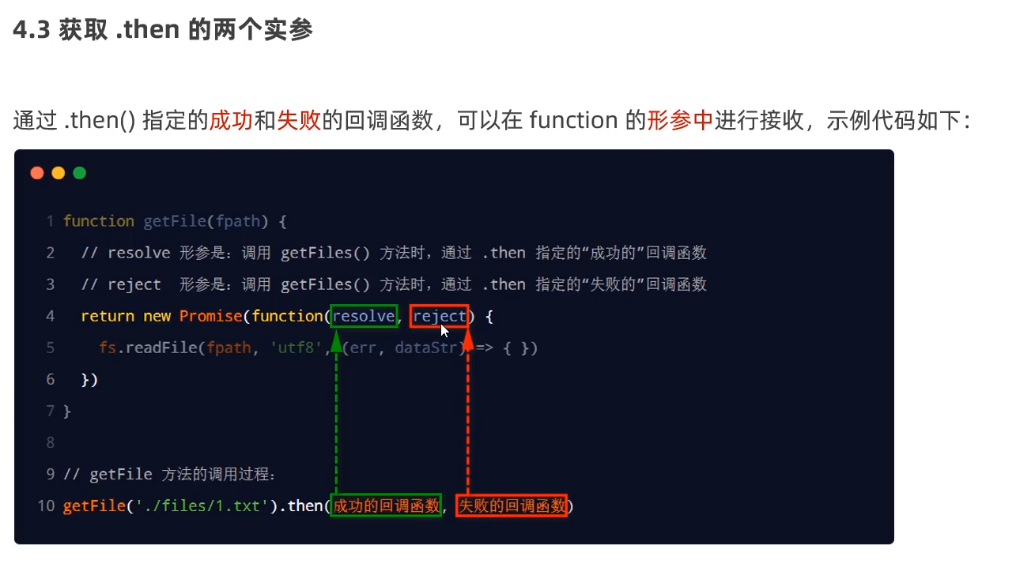 4.3 获取 .then 的两个实参
通过 .then() 指定的成功和失败的回调函数，可以在 function 的形参中进行接收，示例代码如下：
1 function getFile(fpath) {
2 // resolve 形参是：调用 getFiles() 方法时，通过 .then 指定的“成功的”回调函数
3 // reject 形参是：调用 getFiles() 方法时，通过 .then 指定的“失败的”回调函数
4 return new Promise(function(resolve, reject) {
5 fs.readFile(fpath, 'utf8', (err, dataStr) => { })
6 })
7 }
8
9 // getFile 方法的调用过程：
10 getFile('./files/1.txt').then(成功的回调函数, 失败的回调函数)